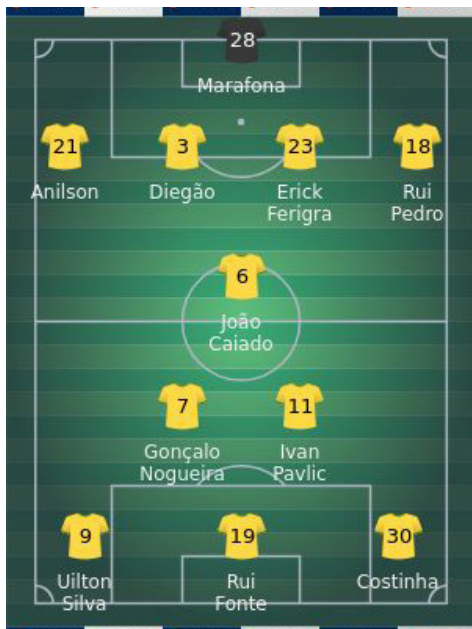 28
Marafona
21
3
23
18
Anilson
Diegão
Erick
Ferigra
Rui
Pedro
6
João
Caiado
7
11
Gonçalo
Nogueira
Ivan
Pavlic
9
19
30
Uilton
Silva
Rui
Fonte
Costinha